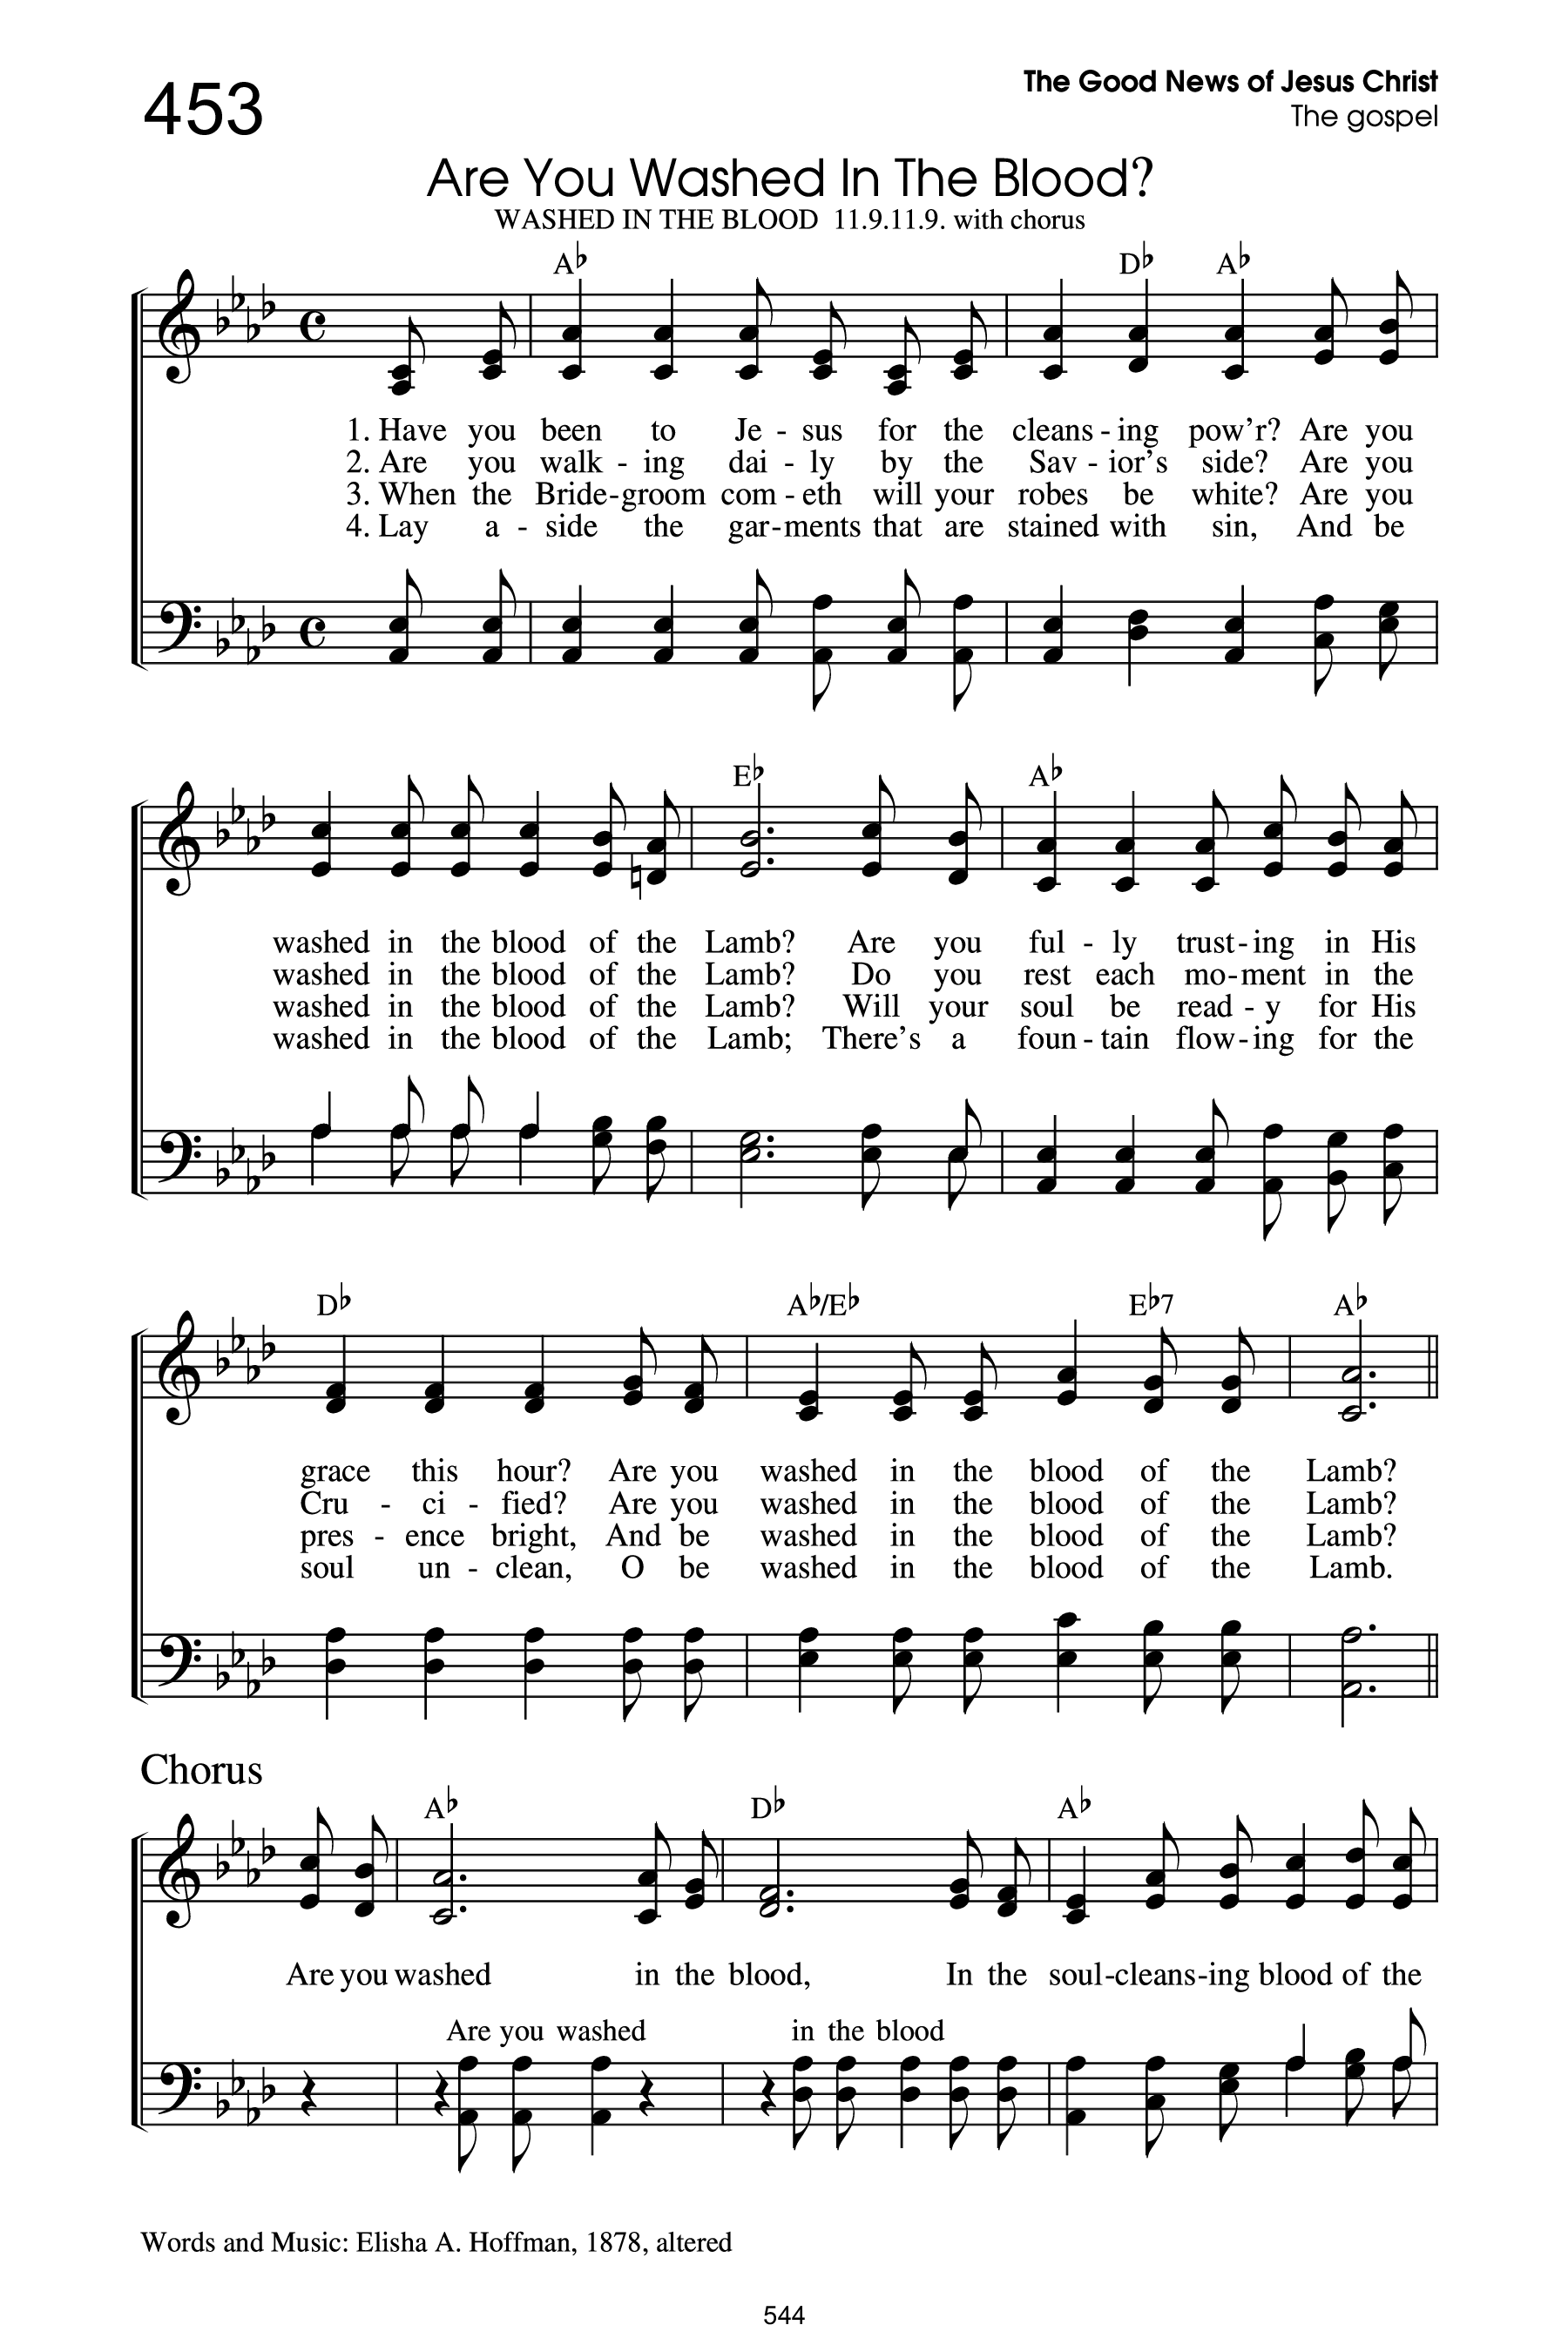 453
The Good News of Jesus Christ
The gospel
Are You Washed In The Blood?
WASHED IN THE BLOOD 11.9.11.9. with chorus
A♭ D♭ A♭
1. Have you been to Je - sus for the cleans - ing pow’r? Are you
2. Are you walk - ing dai - ly by the Sav - ior’s side? Are you
3. When the Bride - groom com - eth will your robes be white? Are you
4. Lay a - side the gar - ments that are stained with sin, And be
E♭ A♭
washed in the blood of the Lamb? Are you ful - ly trust - ing in His
washed in the blood of the Lamb? Do you rest each mo - ment in the
washed in the blood of the Lamb? Will your soul be read - y for His
washed in the blood of the Lamb; There’s a foun - tain flow - ing for the
D♭ A♭/E♭ E♭7 A♭
grace this hour? Are you washed in the blood of the Lamb?
Cru - ci - fied? Are you washed in the blood of the Lamb?
pres - ence bright, And be washed in the blood of the Lamb?
soul un - clean, O be washed in the blood of the Lamb.
Chorus
A♭ D♭ A♭
Are you washed in the blood, In the soul - cleans - ing blood of the
Are you washed in the blood
Words and Music: Elisha A. Hoffman, 1878, altered
544